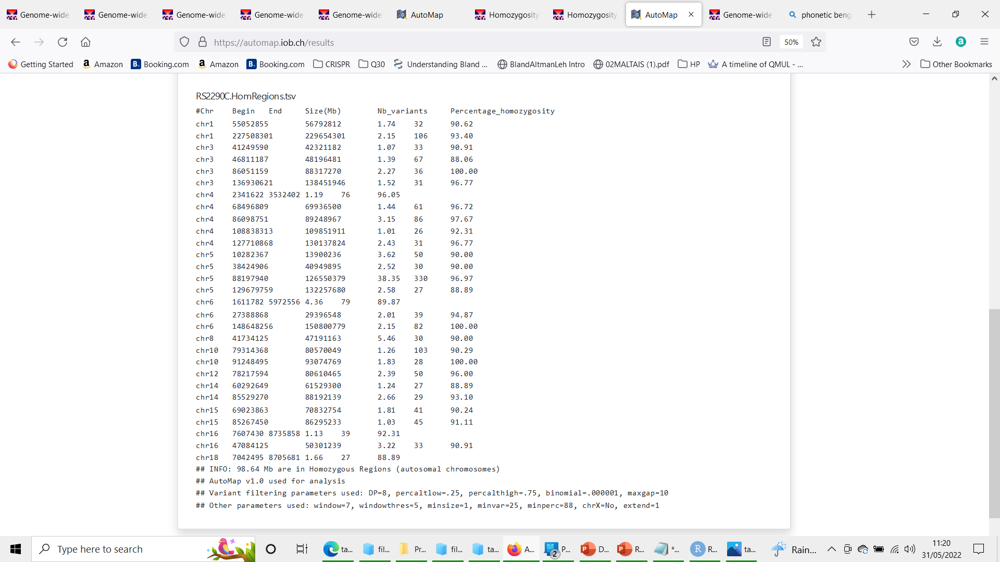 Genome-wide
Genome-wide
Genome-wide
Genome-wide
Genome-wide
AutoMap
Homozygosity
Homozygosity
AutoMap
Genome-wide
phonetic beng
https://automap.iob.ch/results
50%
Getting Started
Amazon
Booking.com
Amazon
Booking.com
CRISPR
Q30
Understanding Bland ...
BlandAltmanLeh Intro
02MALTAIS (1).pdf
HP
A timeline of QMUL - ...
Other Bookmarks
RS2290C.HomRegions.tsv
#Chr Begin End Size(Mb) Nb_variants Percentage_homozygosity
chr1 55052855 56792812 1.74 32 90.62
chr1 227508301 229654301 2.15 106 93.40
chr3 41249590 42321182 1.07 33 90.91
chr3 46811187 48196481 1.39 67 88.06
chr3 86051159 88317270 2.27 36 100.00
chr3 136930621 138451946 1.52 31 96.77
chr4 2341622 3532402 1.19 76 96.05
chr4 68496809 69936500 1.44 61 96.72
chr4 86098751 89248967 3.15 86 97.67
chr4 108838313 109851911 1.01 26 92.31
chr4 127710868 130137824 2.43 31 96.77
chr5 10282367 13900236 3.62 50 90.00
chr5 38424906 40949895 2.52 30 90.00
chr5 88197940 126550379 38.35 330 96.97
chr5 129679759 132257680 2.58 27 88.89
chr6 1611782 5972556 4.36 79 89.87
chr6 27388868 29396548 2.01 39 94.87
chr6 148648256 150800779 2.15 82 100.00
chr8 41734125 47191163 5.46 30 90.00
chr10 79314368 80570049 1.26 103 90.29
chr10 91248495 93074769 1.83 28 100.00
chr12 78217594 80610465 2.39 50 96.00
chr14 60292649 61529300 1.24 27 88.89
chr14 85529270 88192139 2.66 29 93.10
chr15 69023863 70832754 1.81 41 90.24
chr15 85267450 86295233 1.03 45 91.11
chr16 7607430 8735858 1.13 39 92.31
chr16 47084125 50301239 3.22 33 90.91
chr18 7042495 8705681 1.66 27 88.89
## INFO: 98.64 Mb are in Homozygous Regions (autosomal chromosomes)
## AutoMap v1.0 used for analysis
## Variant filtering parameters used: DP=8, percaltlow=.25, percalthigh=.75, binomial=.000001, maxgap=10
## Other parameters used: window=7, windowthres=5, minsize=1, minvar=25, minperc=88, chrX=No, extend=1
Type here to search
ta...
fil...
Pr...
fil...
ta...
A...
2
P...
D...
R...
*...
R...
ta...
Rain...
11:20
31/05/2022